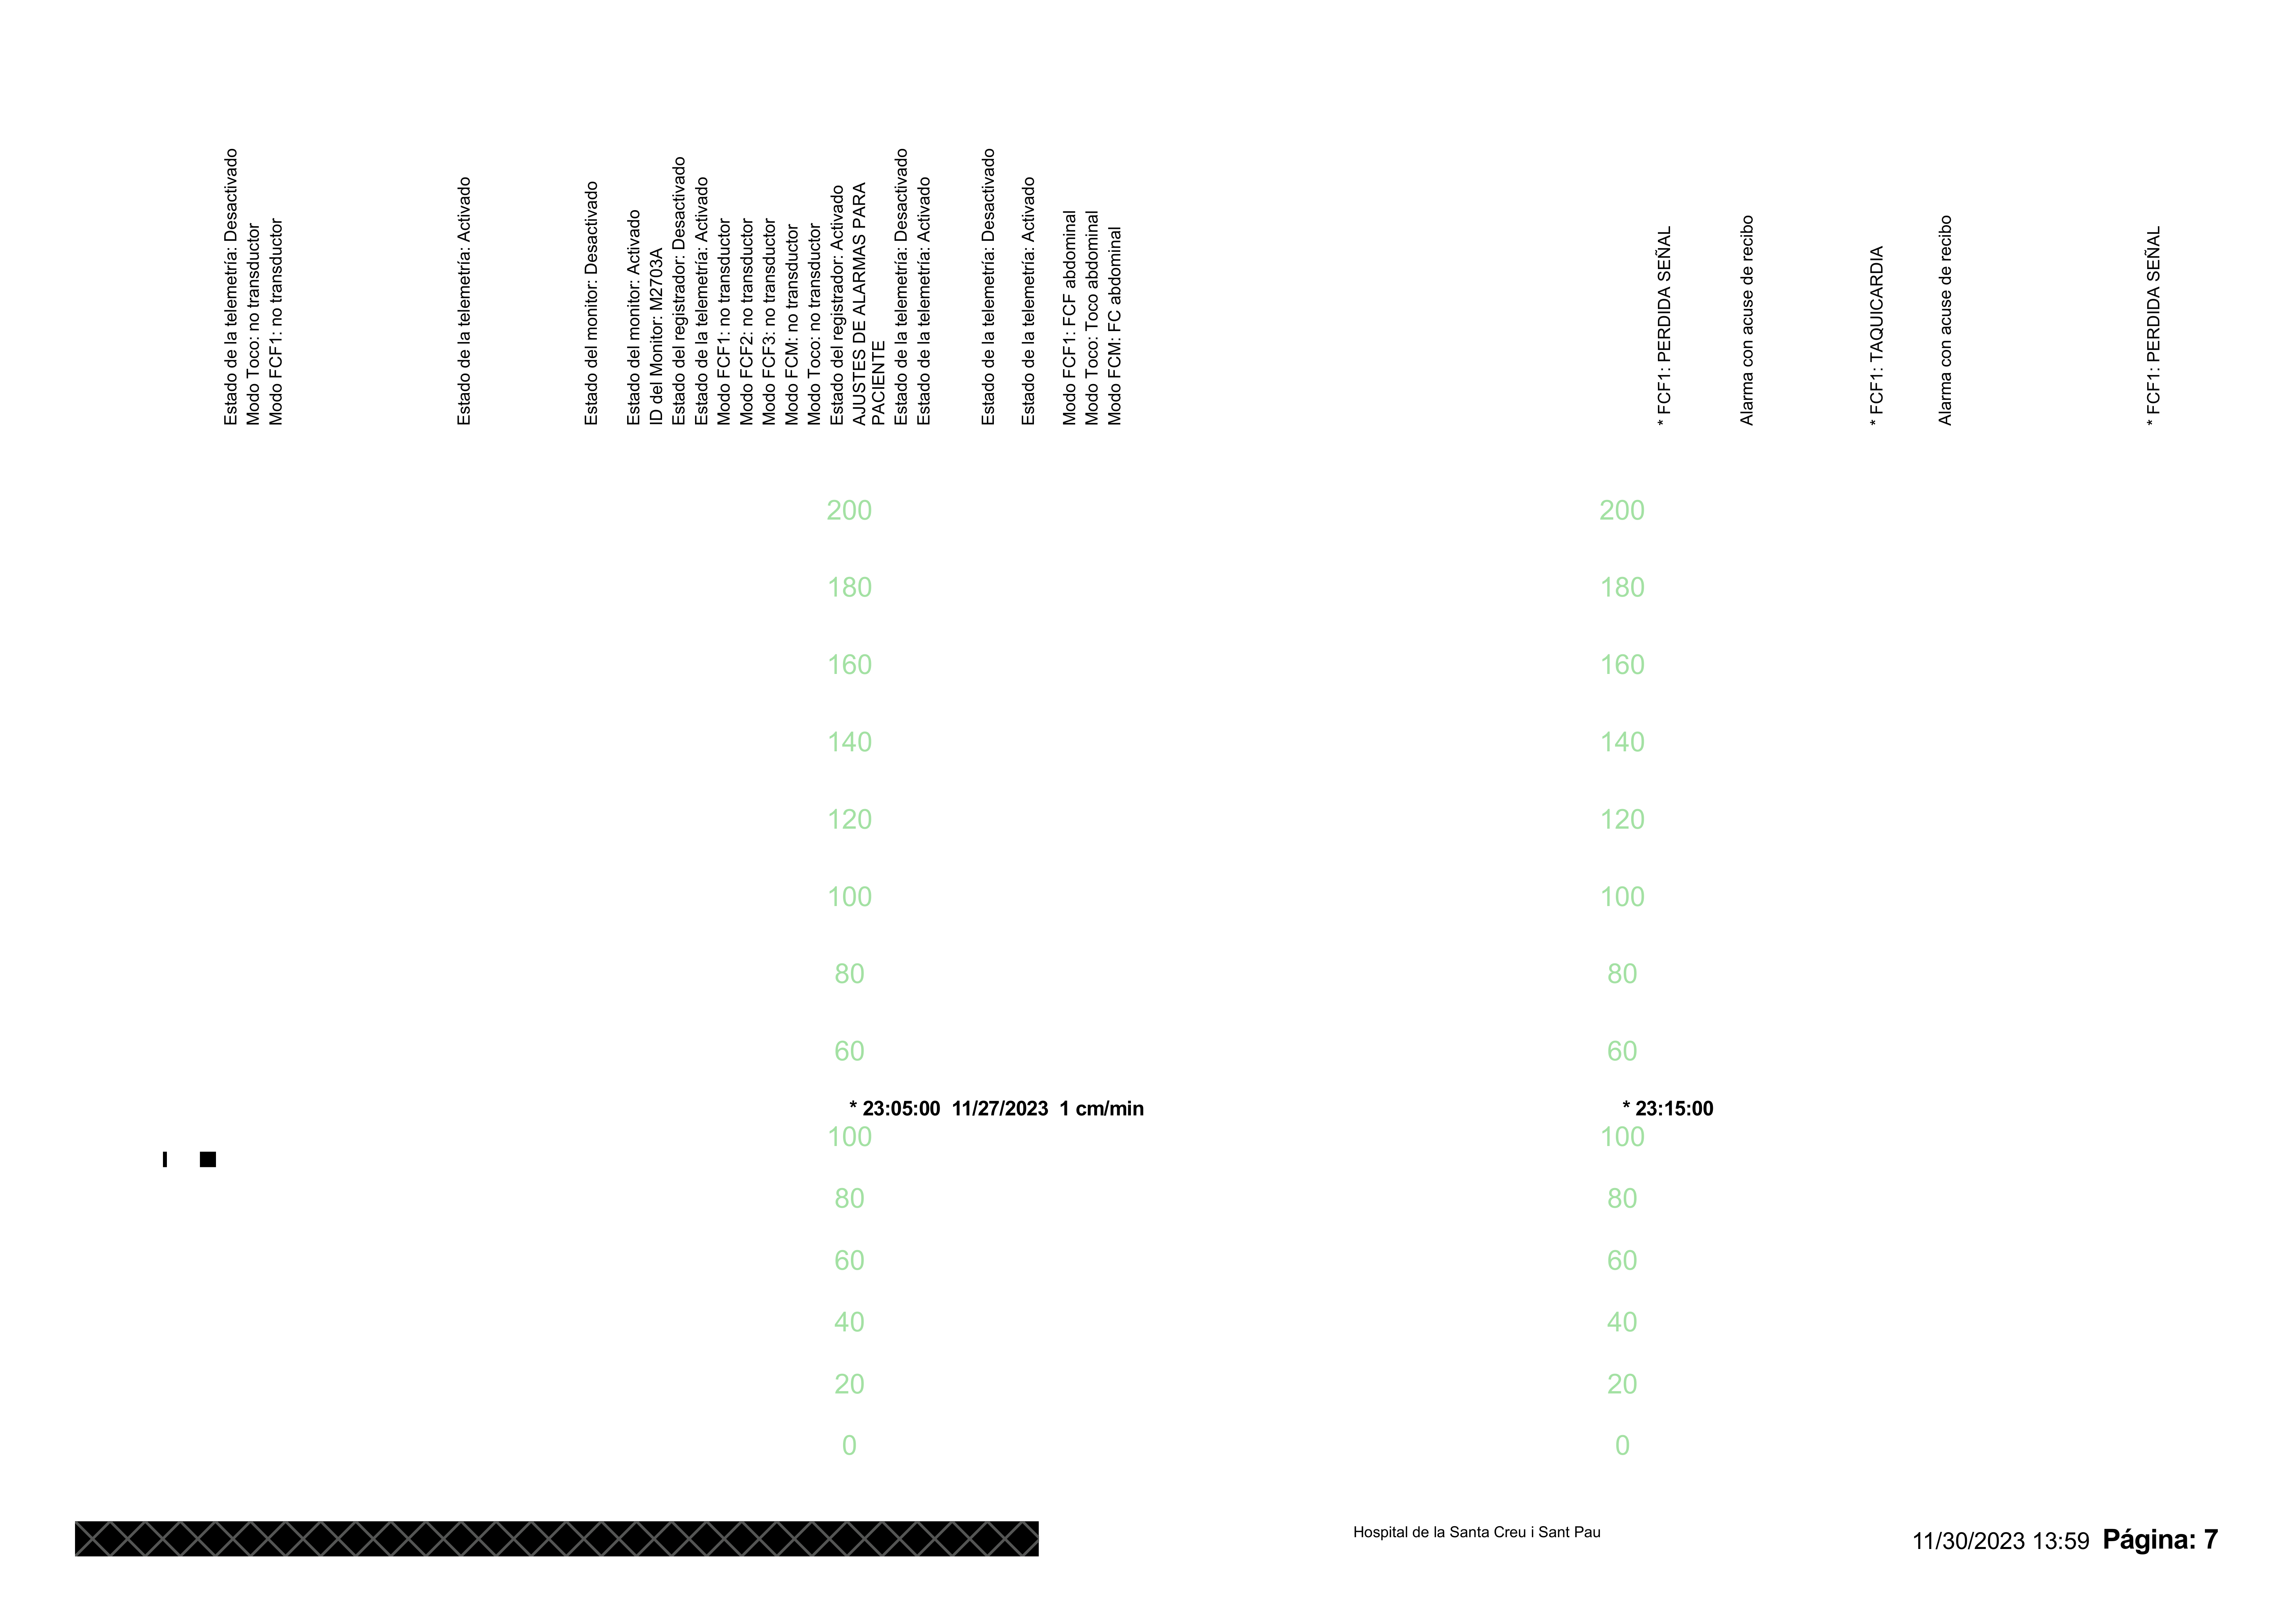 Estado de la telemetría: Desactivado
Modo Toco: no transductor
Modo FCF1: no transductor
Estado de la telemetría: Activado
Estado del monitor: Desactivado
Estado del monitor: Activado
ID del Monitor: M2703A
Estado del registrador: Desactivado
Estado de la telemetría: Activado
Modo FCF1: no transductor
Modo FCF2: no transductor
Modo FCF3: no transductor
Modo FCM: no transductor
Modo Toco: no transductor
Estado del registrador: Activado
AJUSTES DE ALARMAS PARA
PACIENTE
Estado de la telemetría: Desactivado
Estado de la telemetría: Activado
Estado de la telemetría: Desactivado
Estado de la telemetría: Activado
Modo FCF1: FCF abdominal
Modo Toco: Toco abdominal
Modo FCM: FC abdominal
* FCF1: PERDIDA SEÑAL
Alarma con acuse de recibo
* FCF1: TAQUICARDIA
Alarma con acuse de recibo
* FCF1: PERDIDA SEÑAL
200 200
180 180
160 160
140 140
120 120
100 100
80 80
60 60
* 23:05:00 11/27/2023 1 cm/min * 23:15:00
100 100
80 80
60 60
40 40
20 20
0 0
Hospital de la Santa Creu i Sant Pau
11/30/2023 13:59 Página: 7